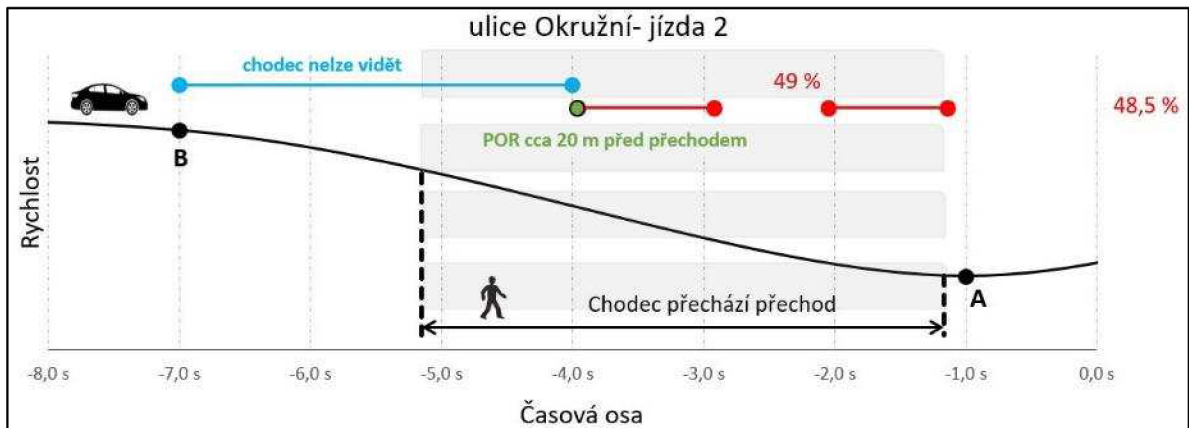 ulice Okružní- jízda 2
chodec nelze vidět
49 %
48,5 %
POR cca 20 m před přechodem
B
Rychlost
A
Chodec přechází přechod
-8,0 s -7,0 s -6,0 s -5,0 s -4,0 s -3,0 s -2,0 s -1,0 s 0,0 s
Časová osa